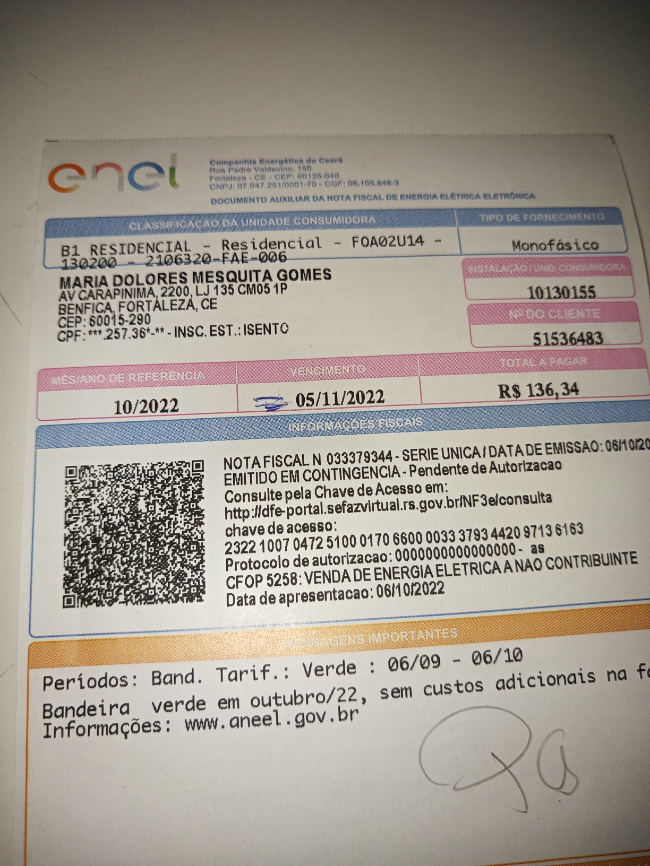 enel
Companhia Energética do Ceará
Rua Padre Valdevino, 150
Fortaleza - CE - CEP: 60135-040
CNPJ: 07.047.251/0001-70 - CGF: 06.105.848-3
DOCUMENTO AUXILIAR DA NOTA FISCAL DE ENERGIA ELÉTRICA ELETRÔNICA
CLASSIFICAÇÃO DA UNIDADE CONSUMIDORA
TIPO DE FORNECIMENTO
B1 RESIDENCIAL - Residencial - FOA02U14 -
130200 - 2106320-FAE-006
Monofásico
MARIA DOLORES MESQUITA GOMES
AV CARAPINIMA, 2200, LJ 135 CM05 1P
BENFICA, FORTALEZA, CE
CEP: 60015-290
CPF: ***.257.36*-** - INSC. EST.: ISENTO
INSTALAÇÃO / UNID. CONSUMIDORA
10130155
Nº DO CLIENTE
51536483
MÊS/ANO DE REFERÊNCIA
VENCIMENTO
TOTAL A PAGAR
10/2022
05/11/2022
R$ 136,34
INFORMAÇÕES FISCAIS
NOTA FISCAL N 033379344 - SERIE UNICA / DATA DE EMISSAO: 06/10/20
EMITIDO EM CONTINGENCIA - Pendente de Autorizacao
Consulte pela Chave de Acesso em:
http://dfe-portal.sefazvirtual.rs.gov.br/NF3e/consulta
chave de acesso:
2322 1007 0472 5100 0170 6600 0033 3793 4420 9713 6163
Protocolo de autorizacao: 0000000000000000 - as
CFOP 5258: VENDA DE ENERGIA ELETRICA A NAO CONTRIBUINTE
Data de apresentacao: 06/10/2022
MENSAGENS IMPORTANTES
Períodos: Band. Tarif.: Verde : 06/09 - 06/10
Bandeira verde em outubro/22, sem custos adicionais na
Informações: www.aneel.gov.br